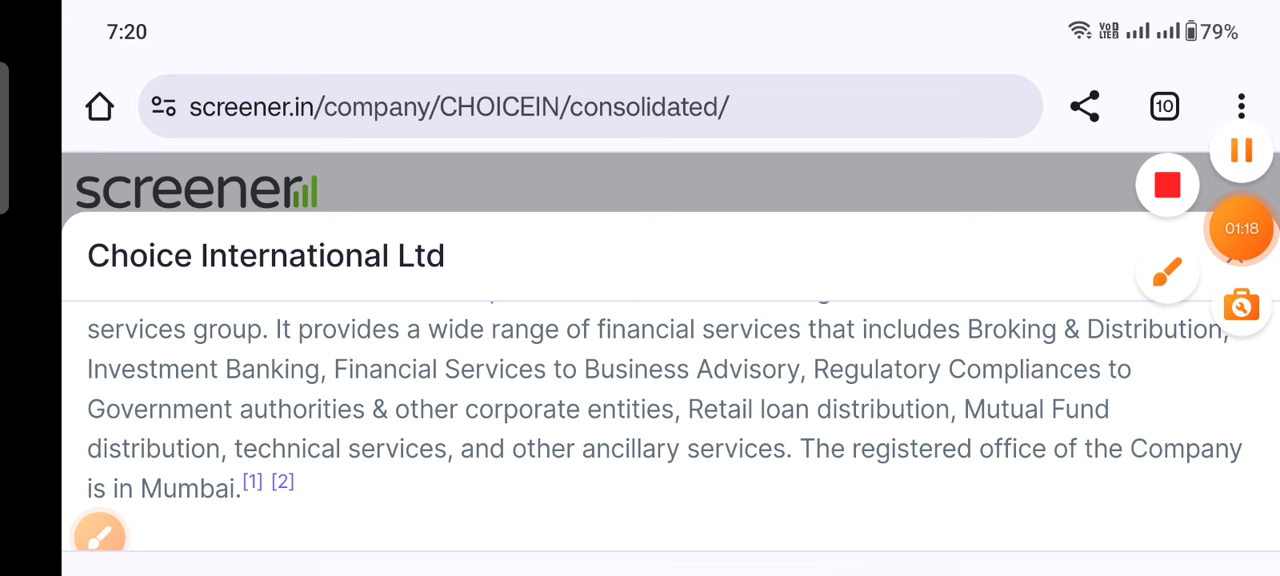 7:20
VoD LTEB 79%
screener.in/company/CHOICEIN/consolidated/
10
screener
01:18
Choice International Ltd
services group. It provides a wide range of financial services that includes Broking & Distribution,
Investment Banking, Financial Services to Business Advisory, Regulatory Compliances to
Government authorities & other corporate entities, Retail loan distribution, Mutual Fund
distribution, technical services, and other ancillary services. The registered office of the Company
is in Mumbai.[1] [2]